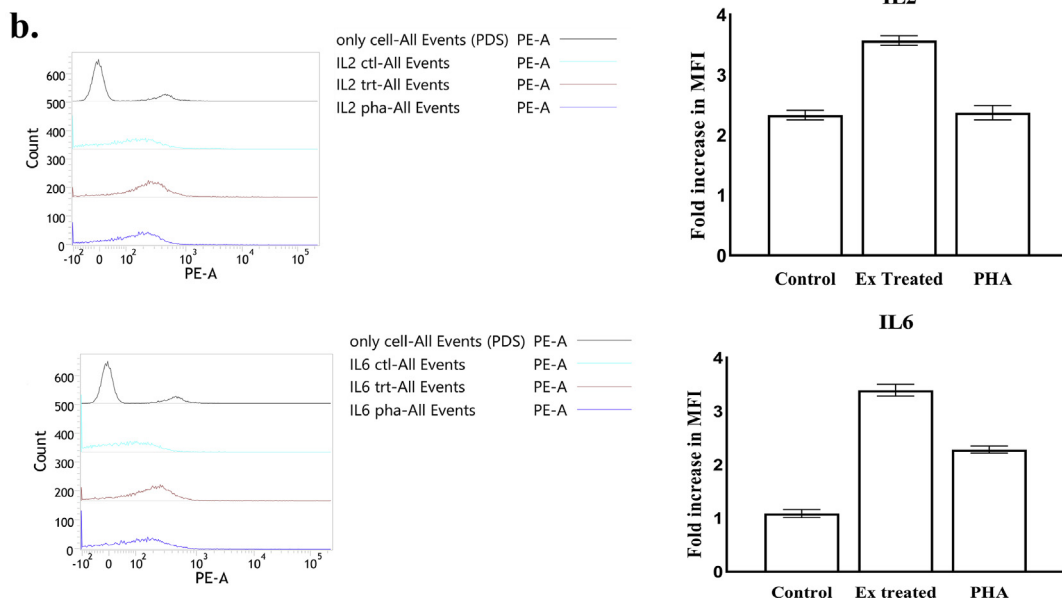 b.
only cell-All Events (PDS) PE-A
IL2 ctl-All Events PE-A
IL2 trt-All Events PE-A
IL2 pha-All Events PE-A
600
500
400
300
200
100
0
Count
-10² 0 10² 10³ 10⁴ 10⁵
PE-A
IL2
4
3
2
1
0
Fold increase in MFI
Control Ex Treated PHA
only cell-All Events (PDS) PE-A
IL6 ctl-All Events PE-A
IL6 trt-All Events PE-A
IL6 pha-All Events PE-A
600
500
400
300
200
100
0
Count
-10² 0 10² 10³ 10⁴ 10⁵
PE-A
IL6
4
3
2
1
0
Fold increase in MFI
Control Ex treated PHA